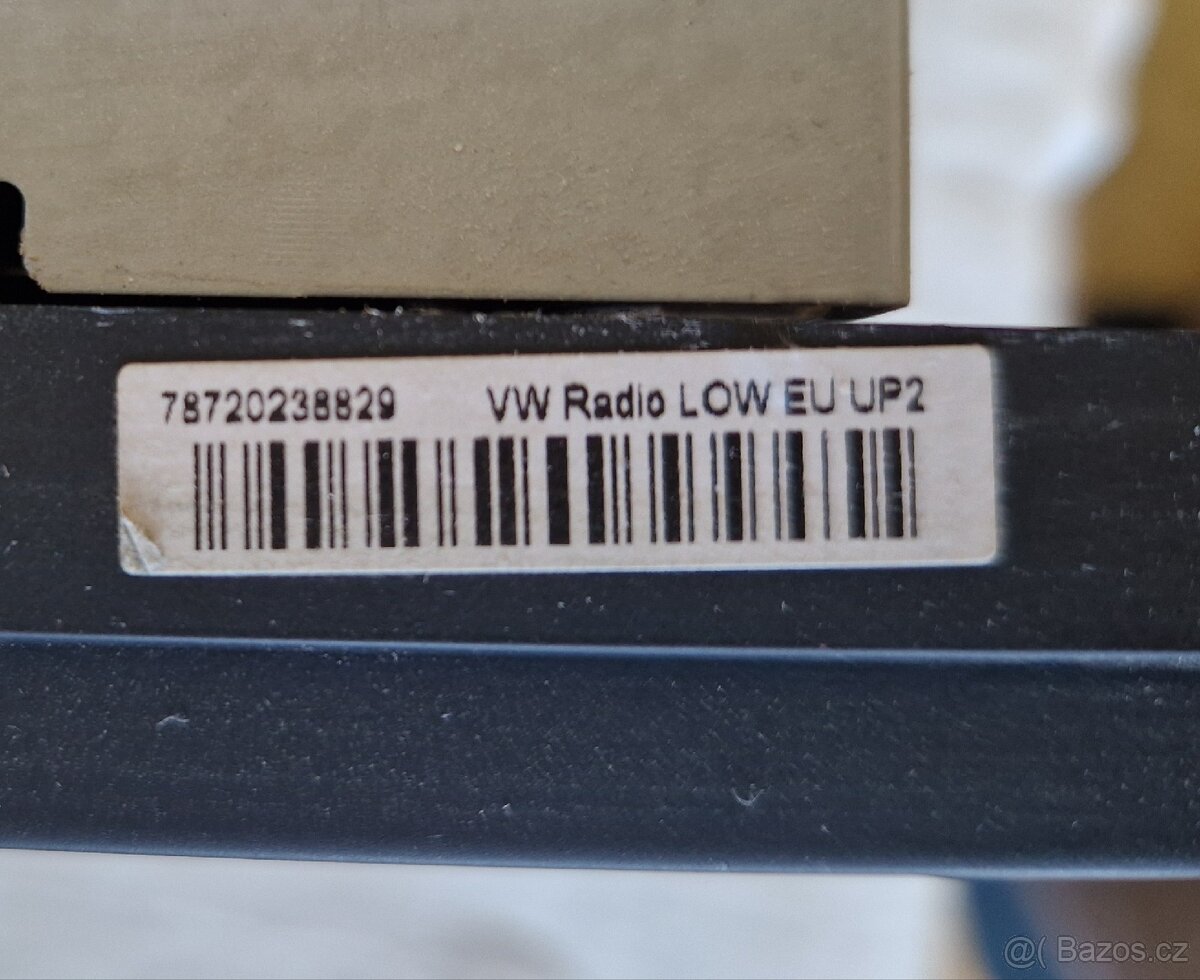 78720238829 VW Radio LOW EU UP2
@( Bazos.cz